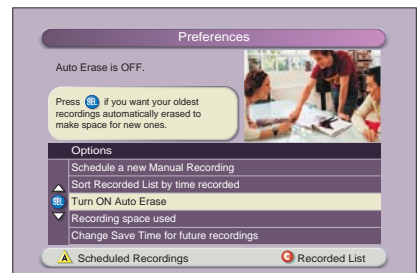 Preferences
Auto Erase is OFF.
Press SEL if you want your oldest
recordings automatically erased to
make space for new ones.
Options
Schedule a new Manual Recording
Sort Recorded List by time recorded
SEL Turn ON Auto Erase
Recording space used
Change Save Time for future recordings
A Scheduled Recordings C Recorded List